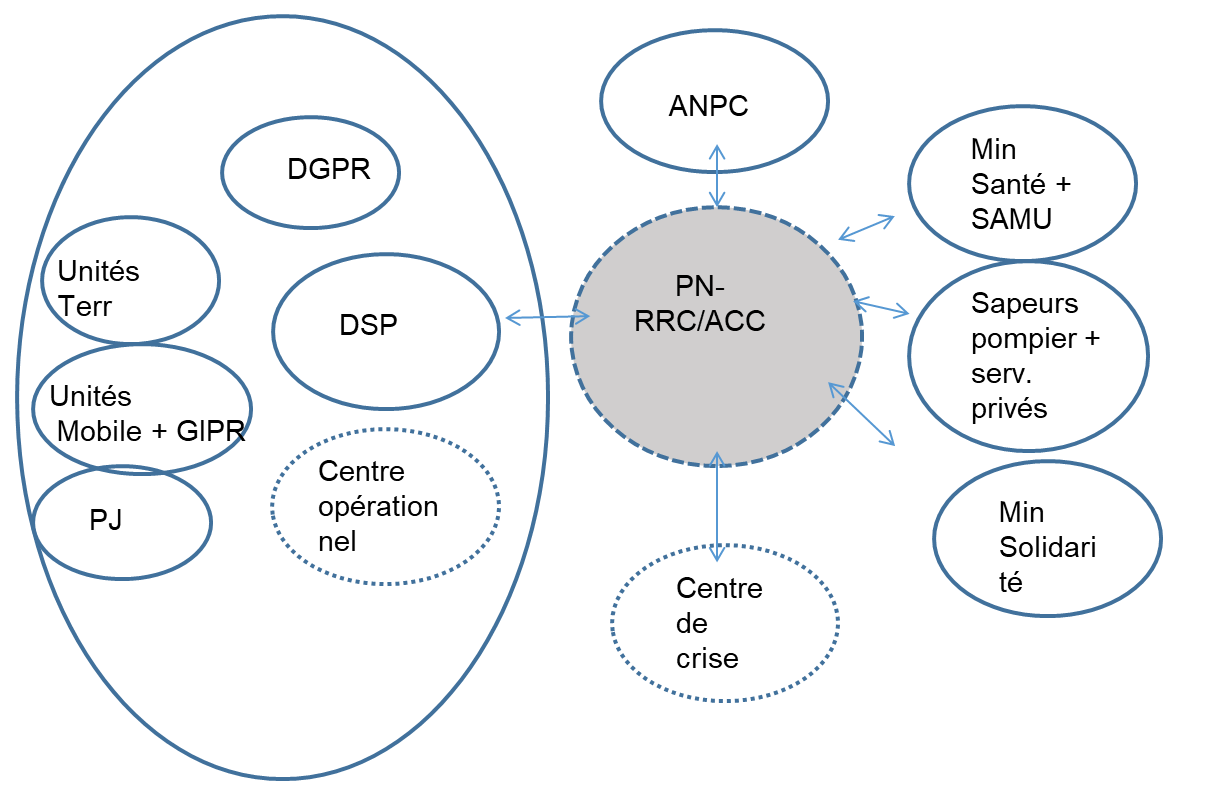 DGPR
Unités
Terr
DSP
Unités
Mobile + GIPR
Centre
opération
nel
PJ
ANPC
PN-
RRC/ACC
Centre
de
crise
Min
Santé +
SAMU
Sapeurs
pompier +
serv.
privés
Min
Solidari
té